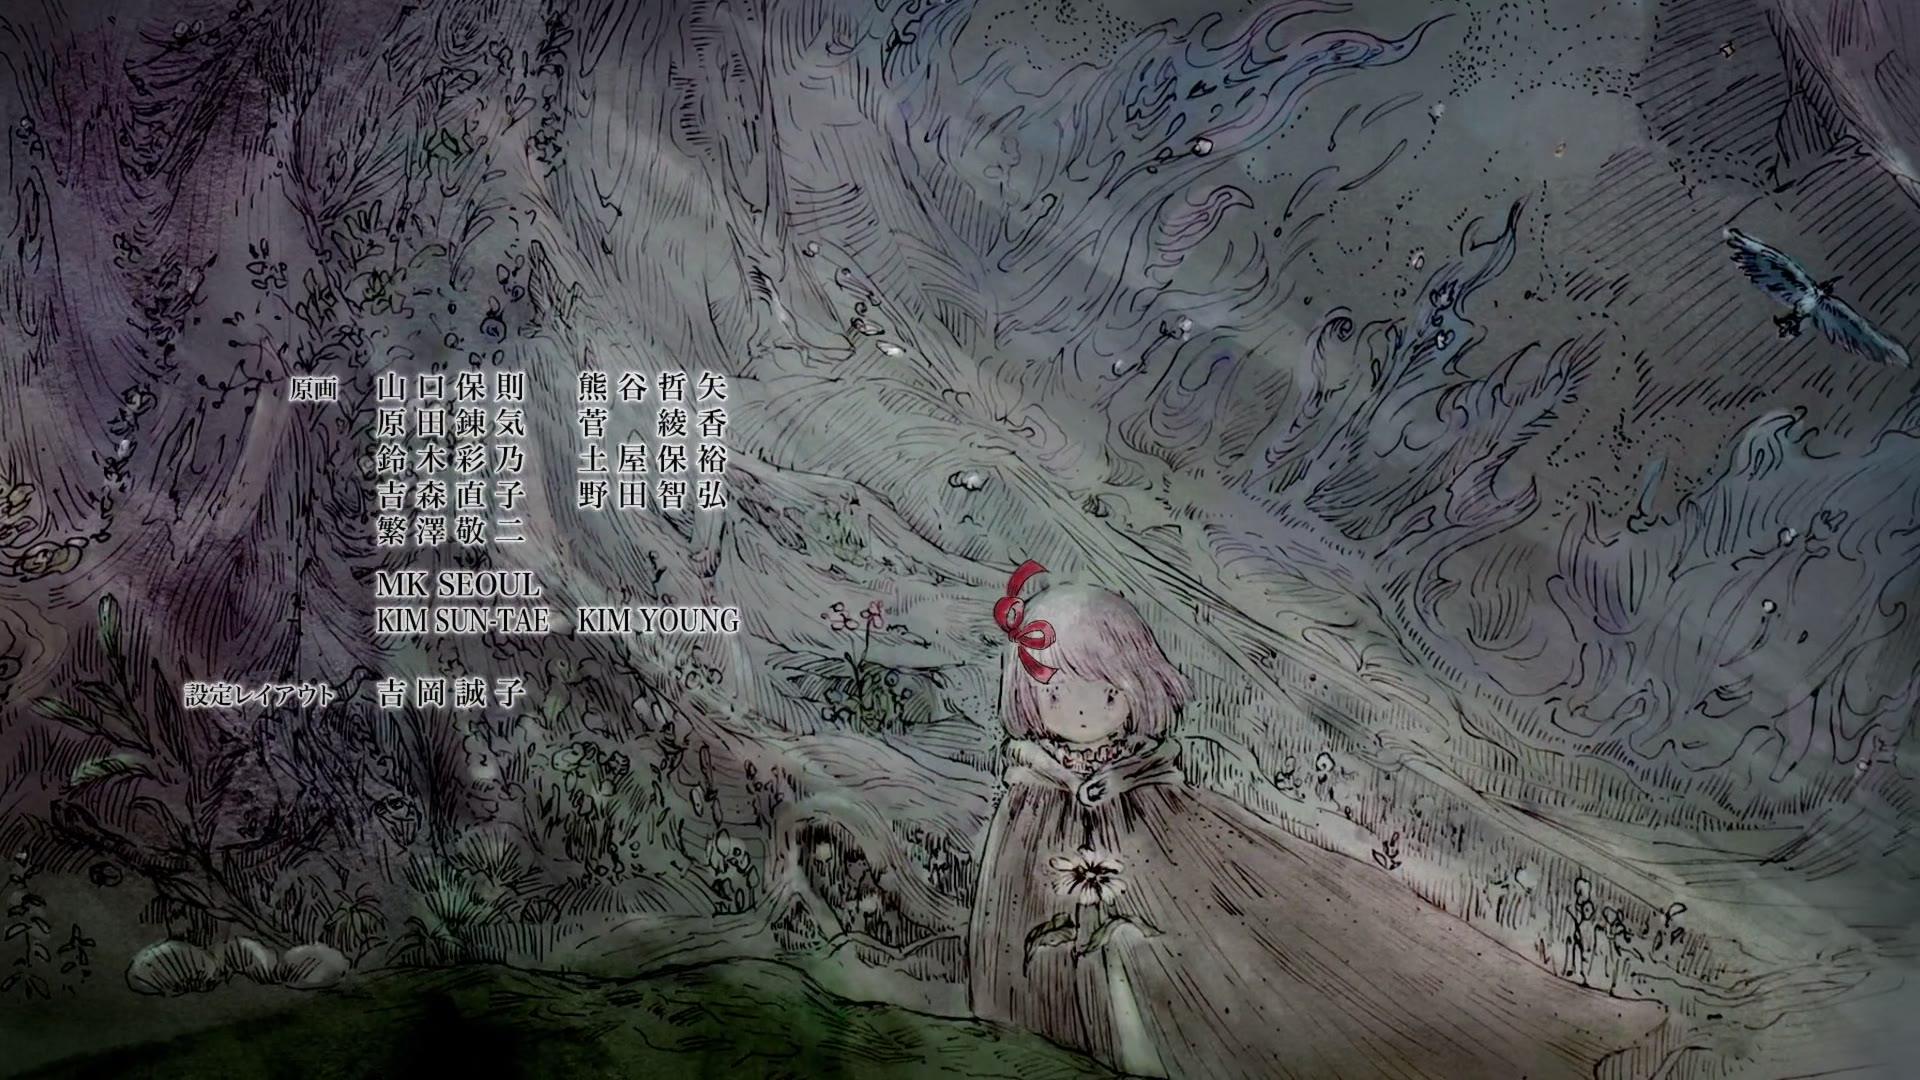 原画 山口保則 熊谷哲矢
原田錬気 菅 綾香
鈴木彩乃 土屋保裕
吉森直子 野田智弘
繁澤敬二
MK SEOUL
KIM SUN-TAE KIM YOUNG
設定レイアウト 吉岡誠子